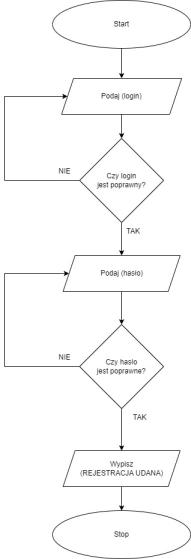 Start
Podaj (login)
Czy login
jest poprawny?
NIE
TAK
Podaj (hasło)
Czy hasło
jest poprawne?
NIE
TAK
Wypisz
(REJESTRACJA UDANA)
Stop